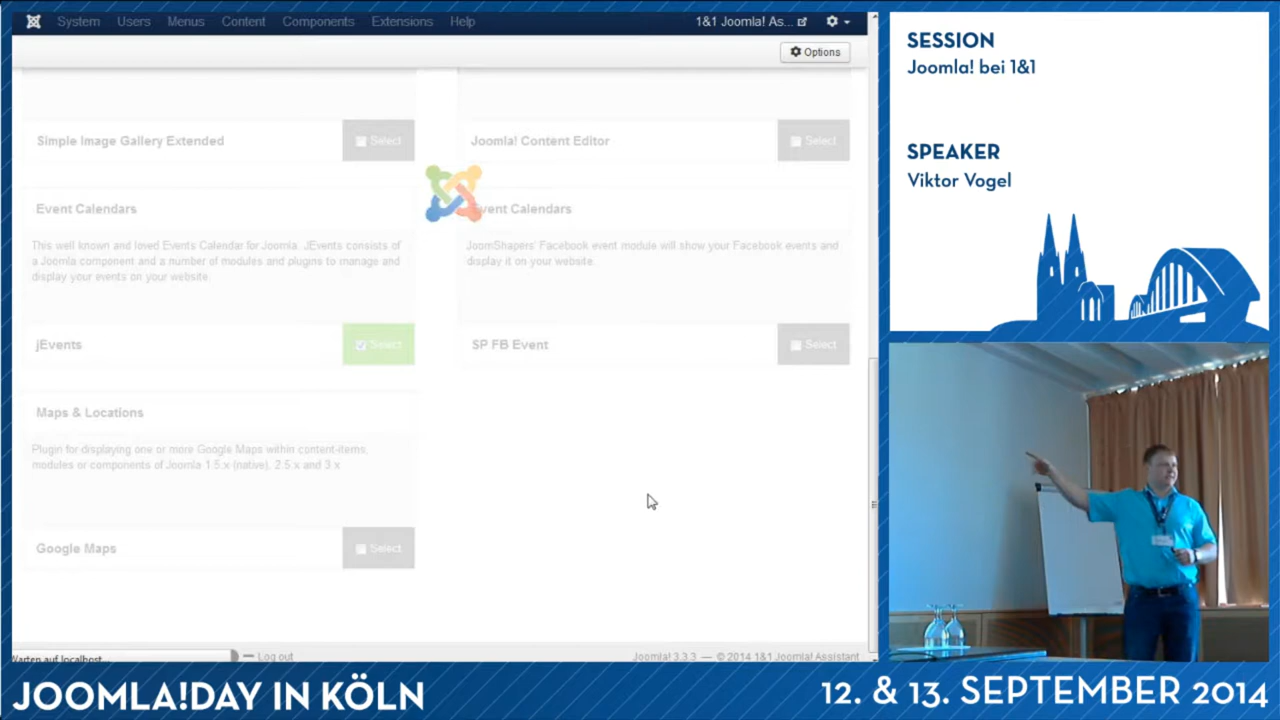 System Users Menus Content Components Extensions Help
1&1 Joomla! As...
Options
Simple Image Gallery Extended
Select
Joomla! Content Editor
Select
Event Calendars
Event Calendars
This well known and loved Events Calendar for Joomla. JEvents consists of
a Joomla component and a number of modules and plugins to manage and
display your events on your website.
JoomShapers' Facebook event module will show your Facebook events and
display it on your website.
jEvents
Select
SP FB Event
Select
Maps & Locations
Plugin for displaying one or more Google Maps within content-items,
modules or components of Joomla 1.5.x (native), 2.5 x and 3 x
Google Maps
Select
Warten auf localhost...
Log out
Joomla! 3.3.3 — © 2014 1&1 Joomla! Assistant
SESSION
Joomla! bei 1&1
SPEAKER
Viktor Vogel
JOOMLA!DAY IN KÖLN
12. & 13. SEPTEMBER 2014